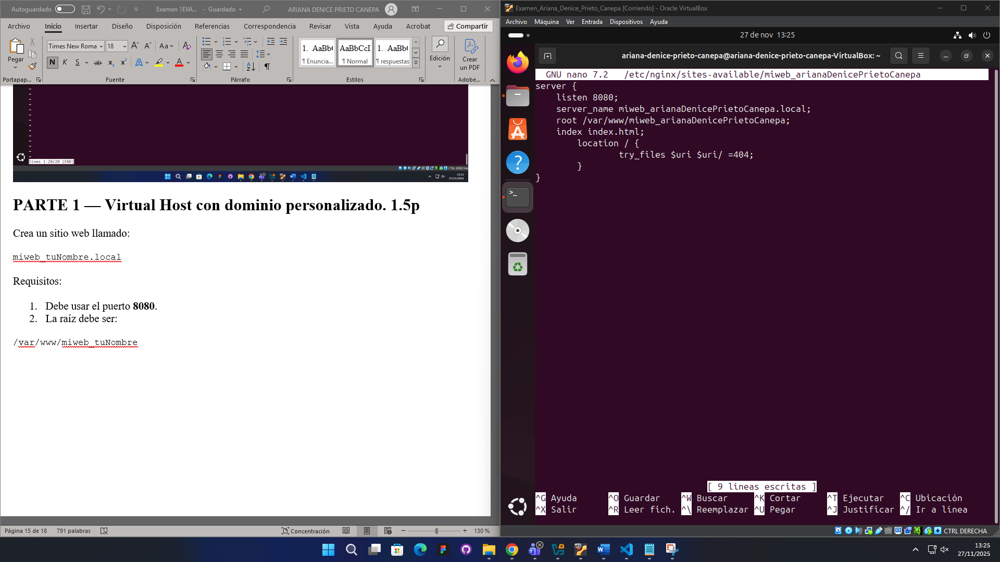 Autoguardado
Examen 1EVA... - Guardado
ARIANA DENICE PRIETO CANEPA
Archivo Inicio Insertar Diseño Disposición Referencias Correspondencia Revisar Vista Ayuda Acrobat Compartir
Pegar
Times New Roma 18
N K S ab
1. AaBb( ¶ Enuncia...
AaBbCcI ¶ Normal
1. AaBb( ¶ respuestas
Edición
Crear un PDF
Portapap... Fuente Párrafo Estilos Adobe...
lines 1-20/20 (END)
CTRL DERECHA
13:15
27/11/2025
PARTE 1 — Virtual Host con dominio personalizado. 1.5p
Crea un sitio web llamado:
miweb_tuNombre.local
Requisitos:
1. Debe usar el puerto 8080.
2. La raíz debe ser:
/var/www/miweb_tuNombre
Página 15 de 18 791 palabras Concentración 130 %
Examen_Ariana_Denice_Prieto_Canepa [Corriendo] - Oracle VirtualBox
Archivo Máquina Ver Entrada Dispositivos Ayuda
27 de nov 13:25
ariana-denice-prieto-canepa@ariana-denice-prieto-canepa-VirtualBox: ~
GNU nano 7.2 /etc/nginx/sites-available/miweb_arianaDenicePrietoCanepa
server {
listen 8080;
server_name miweb_arianaDenicePrietoCanepa.local;
root /var/www/miweb_arianaDenicePrietoCanepa;
index index.html;
location / {
try_files $uri $uri/ =404;
}
}
[ 9 líneas escritas ]
^G Ayuda ^O Guardar ^W Buscar ^K Cortar ^T Ejecutar ^C Ubicación
^X Salir ^R Leer fich. ^\ Reemplazar ^U Pegar ^J Justificar ^/ Ir a línea
CTRL DERECHA
13:25
27/11/2025